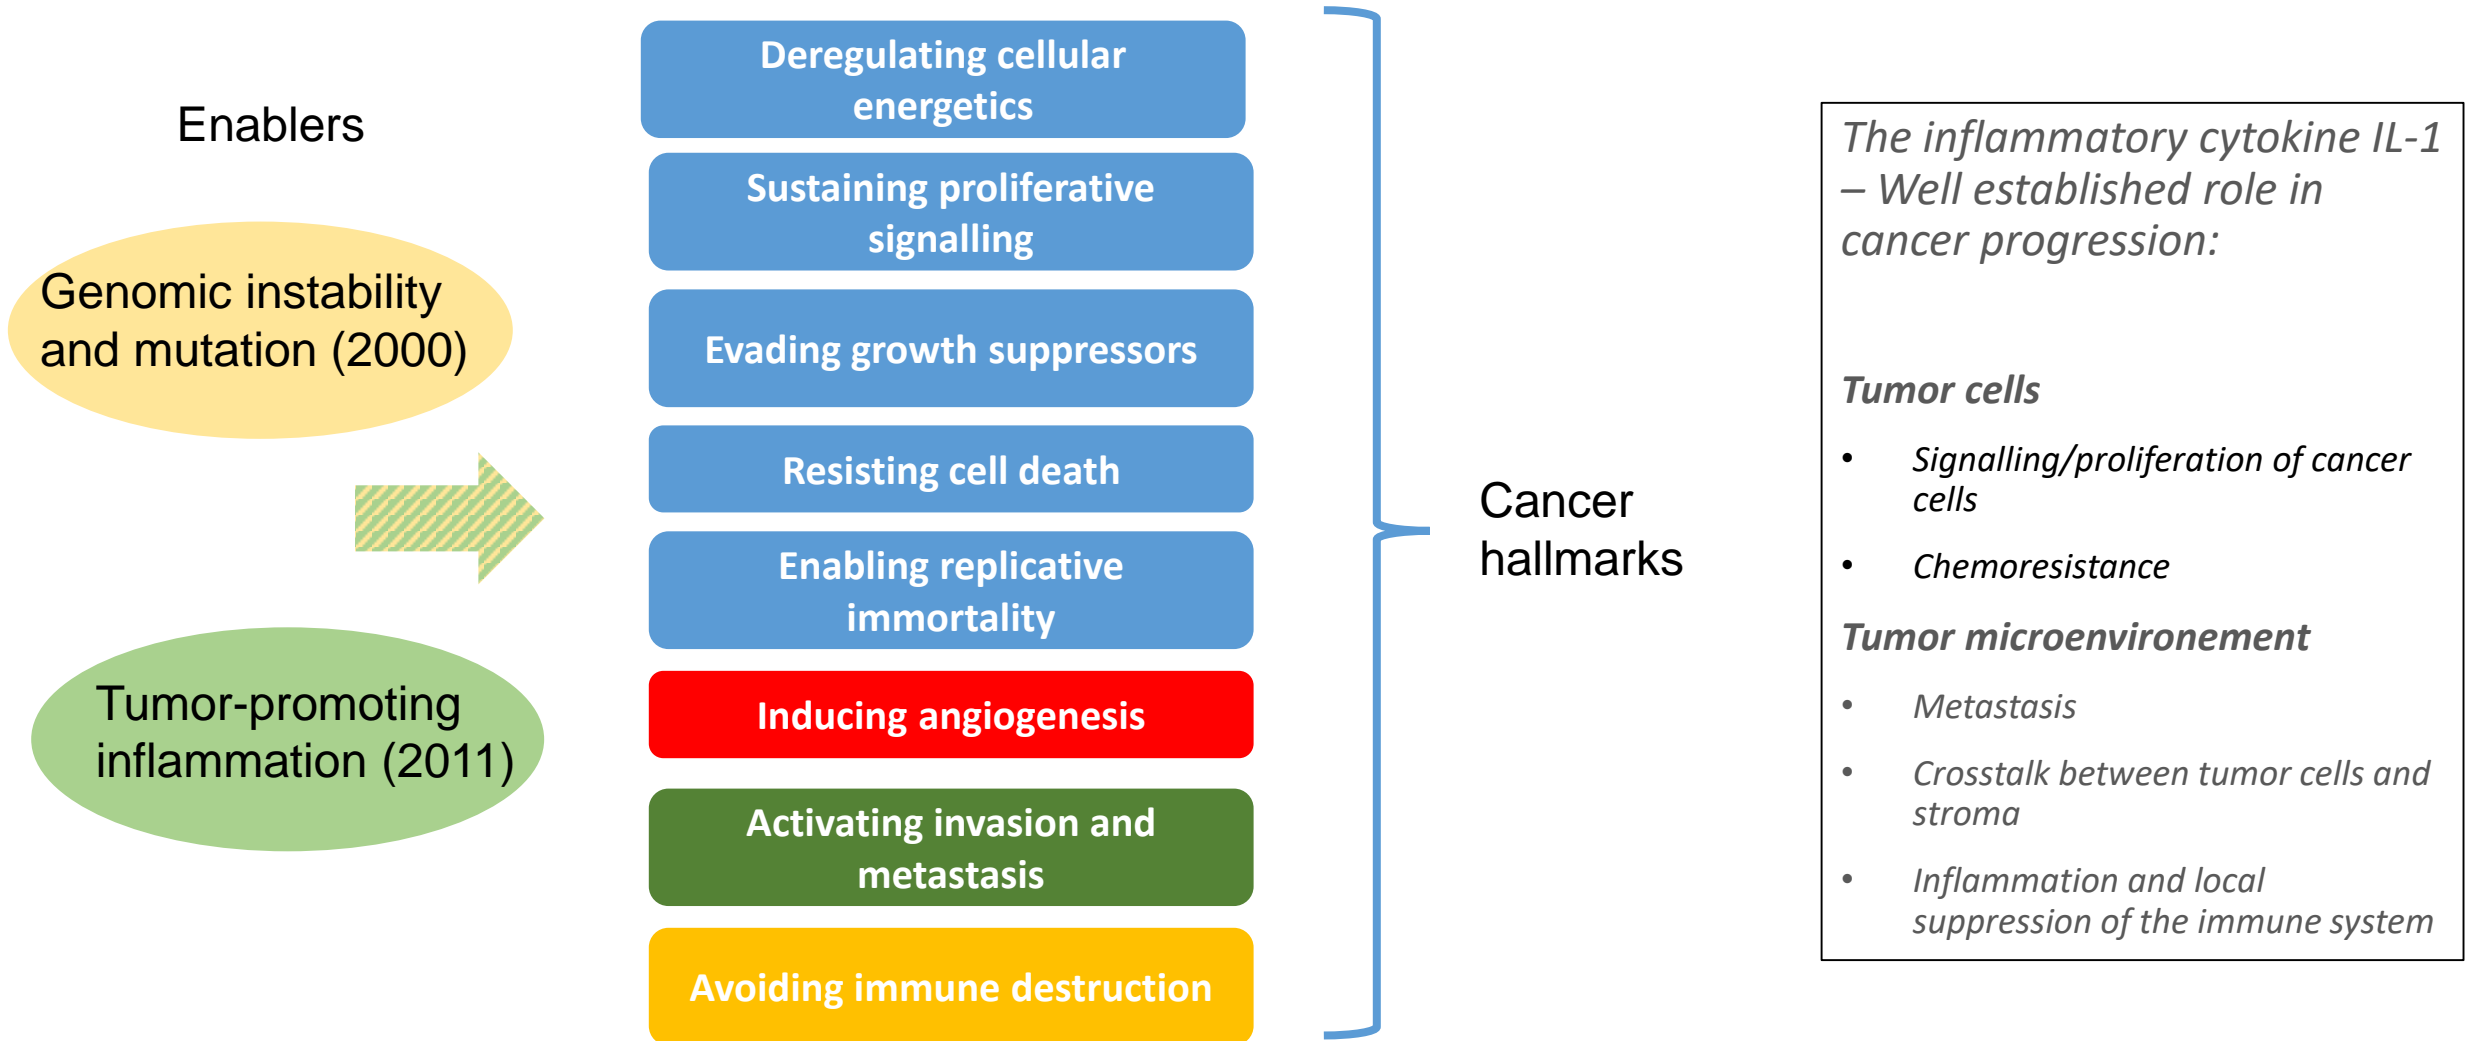 Enablers
Genomic instability
and mutation (2000)
Tumor-promoting
inflammation (2011)
Deregulating cellular
energetics
Sustaining proliferative
signalling
Evading growth suppressors
Resisting cell death
Enabling replicative
immortality
Inducing angiogenesis
Activating invasion and
metastasis
Avoiding immune destruction
Cancer
hallmarks
The inflammatory cytokine IL-1
– Well established role in
cancer progression:
Tumor cells
• Signalling/proliferation of cancer
cells
• Chemoresistance
Tumor microenvironement
• Metastasis
• Crosstalk between tumor cells and
stroma
• Inflammation and local
suppression of the immune system